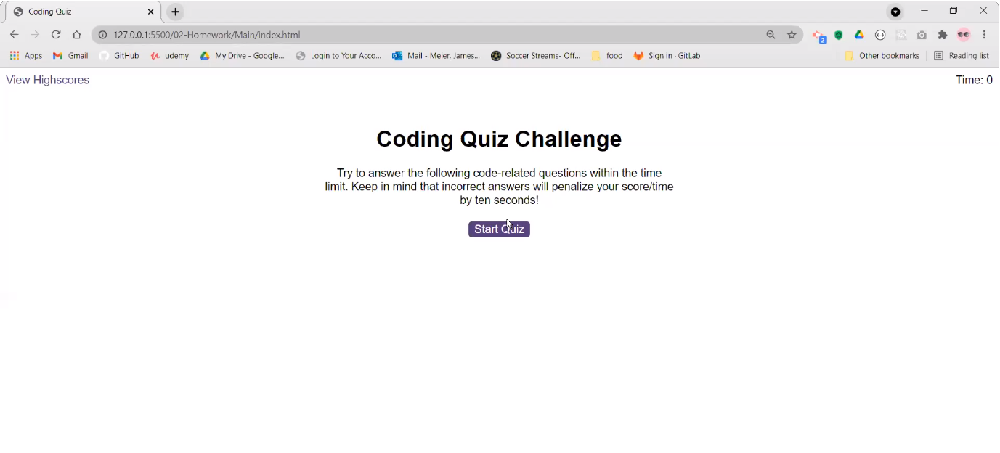 Coding Quiz
127.0.0.1:5500/02-Homework/Main/index.html
2
Apps Gmail GitHub udemy My Drive - Google... Login to Your Acco... Mail - Meier, James... Soccer Streams- Off... food Sign in · GitLab Other bookmarks Reading list
View Highscores Time: 0
Coding Quiz Challenge
Try to answer the following code-related questions within the time
limit. Keep in mind that incorrect answers will penalize your score/time
by ten seconds!
Start Quiz